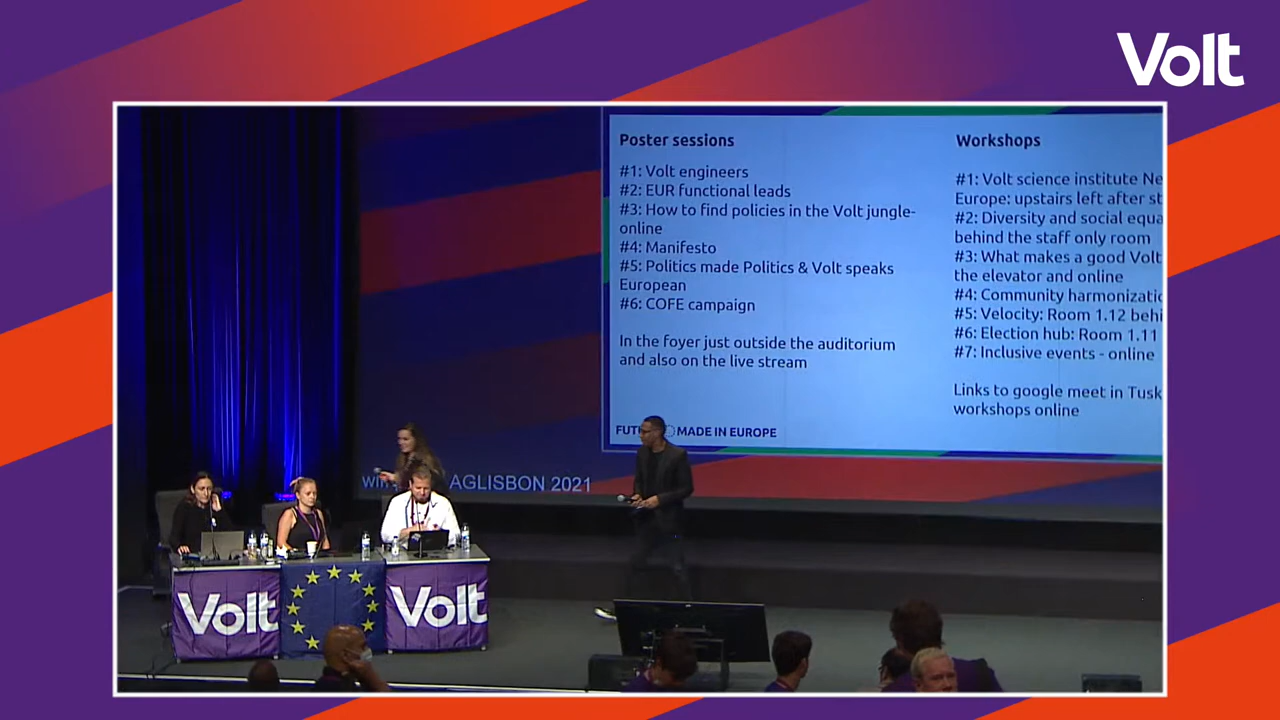 Volt
Poster sessions
#1: Volt engineers
#2: EUR functional leads
#3: How to find policies in the Volt jungle-
online
#4: Manifesto
#5: Politics made Politics & Volt speaks
European
#6: COFE campaign
In the foyer just outside the auditorium
and also on the live stream
MADE IN EUROPE
Workshops
#1: Volt science institute
Europe: upstairs left after
#2: Diversity and social
behind the staff only room
#3: What makes a good Volt
the elevator and online
#4: Community
#5: Velocity: Room 1.12
#6: Election hub: Room 1.11
#7: Inclusive events - online
Links to google meet in
workshops online
AGLISBON 2021
Volt
Volt